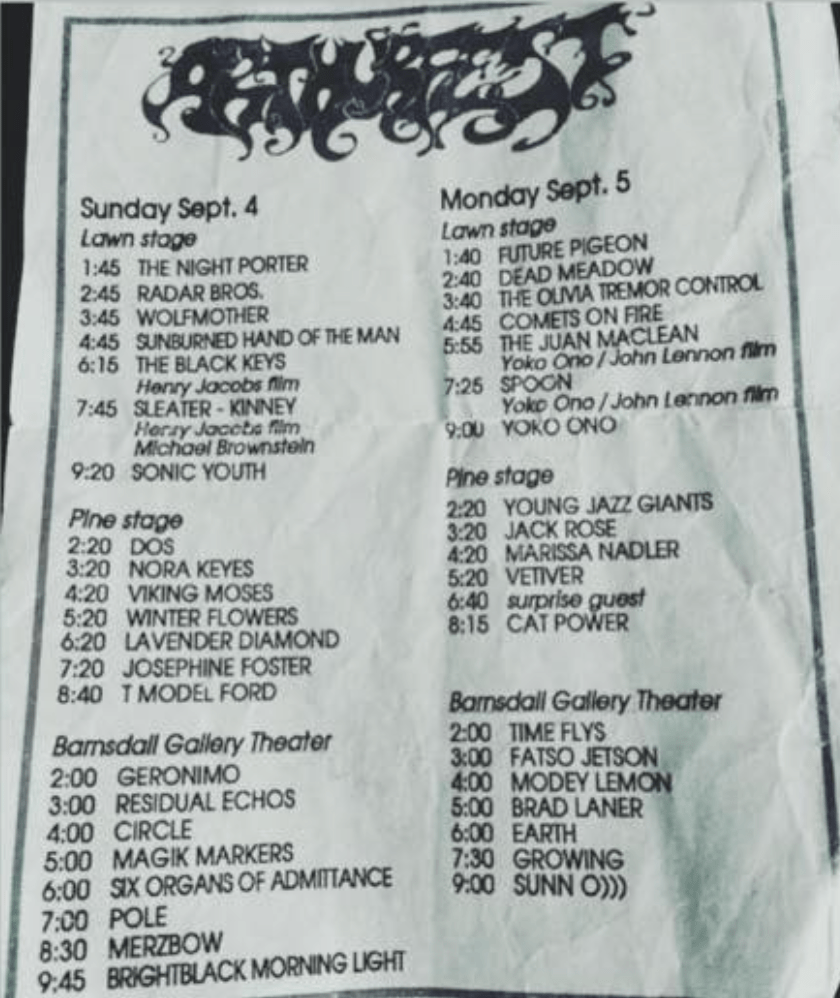 ARTHURFEST
Sunday Sept. 4
Lawn stage
1:45 THE NIGHT PORTER
2:45 RADAR BROS.
3:45 WOLFMOTHER
4:45 SUNBURNED HAND OF THE MAN
6:15 THE BLACK KEYS
Henry Jacobs film
7:45 SLEATER - KINNEY
Henry Jacobs film
Michael Brownstein
9:20 SONIC YOUTH
Pine stage
2:20 DOS
3:20 NORA KEYES
4:20 VIKING MOSES
5:20 WINTER FLOWERS
6:20 LAVENDER DIAMOND
7:20 JOSEPHINE FOSTER
8:40 T MODEL FORD
Barnsdall Gallery Theater
2:00 GERONIMO
3:00 RESIDUAL ECHOS
4:00 CIRCLE
5:00 MAGIK MARKERS
6:00 SIX ORGANS OF ADMITTANCE
7:00 POLE
8:30 MERZBOW
9:45 BRIGHTBLACK MORNING LIGHT
Monday Sept. 5
Lawn stage
1:40 FUTURE PIGEON
2:40 DEAD MEADOW
3:40 THE OLIVIA TREMOR CONTROL
4:45 COMETS ON FIRE
5:55 THE JUAN MACLEAN
Yoko Ono / John Lennon film
7:25 SPOON
Yoko Ono / John Lennon film
9:00 YOKO ONO
Pine stage
2:20 YOUNG JAZZ GIANTS
3:20 JACK ROSE
4:20 MARISSA NADLER
5:20 VETIVER
6:40 surprise guest
8:15 CAT POWER
Barnsdall Gallery Theater
2:00 TIME FLYS
3:00 FATSO JETSON
4:00 MODEY LEMON
5:00 BRAD LANER
6:00 EARTH
7:30 GROWING
9:00 SUNN O)))